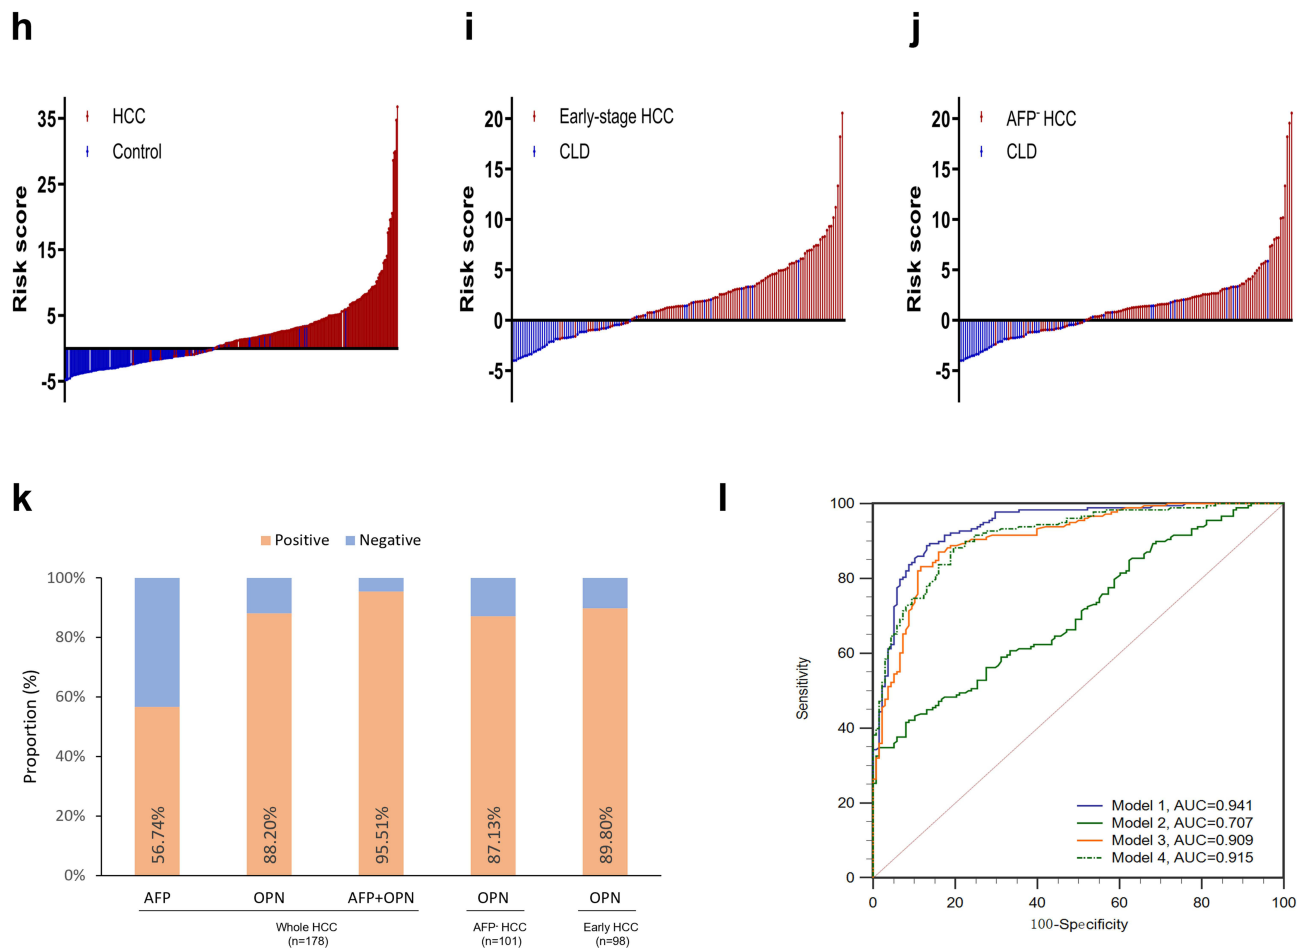 h
Risk score
35
25
15
5
-5
HCC
Control
i
Risk score
20
15
10
5
0
-5
Early-stage HCC
CLD
j
Risk score
20
15
10
5
0
-5
AFP⁻ HCC
CLD
k
Positive Negative
Proportion (%)
100%
80%
60%
40%
20%
0%
56.74%
88.20%
95.51%
87.13%
89.80%
AFP OPN AFP+OPN OPN OPN
Whole HCC
(n=178)
AFP⁻ HCC
(n=101)
Early HCC
(n=98)
l
Sensitivity
100
80
60
40
20
0
Model 1, AUC=0.941
Model 2, AUC=0.707
Model 3, AUC=0.909
Model 4, AUC=0.915
0 20 40 60 80 100
100-Specificity